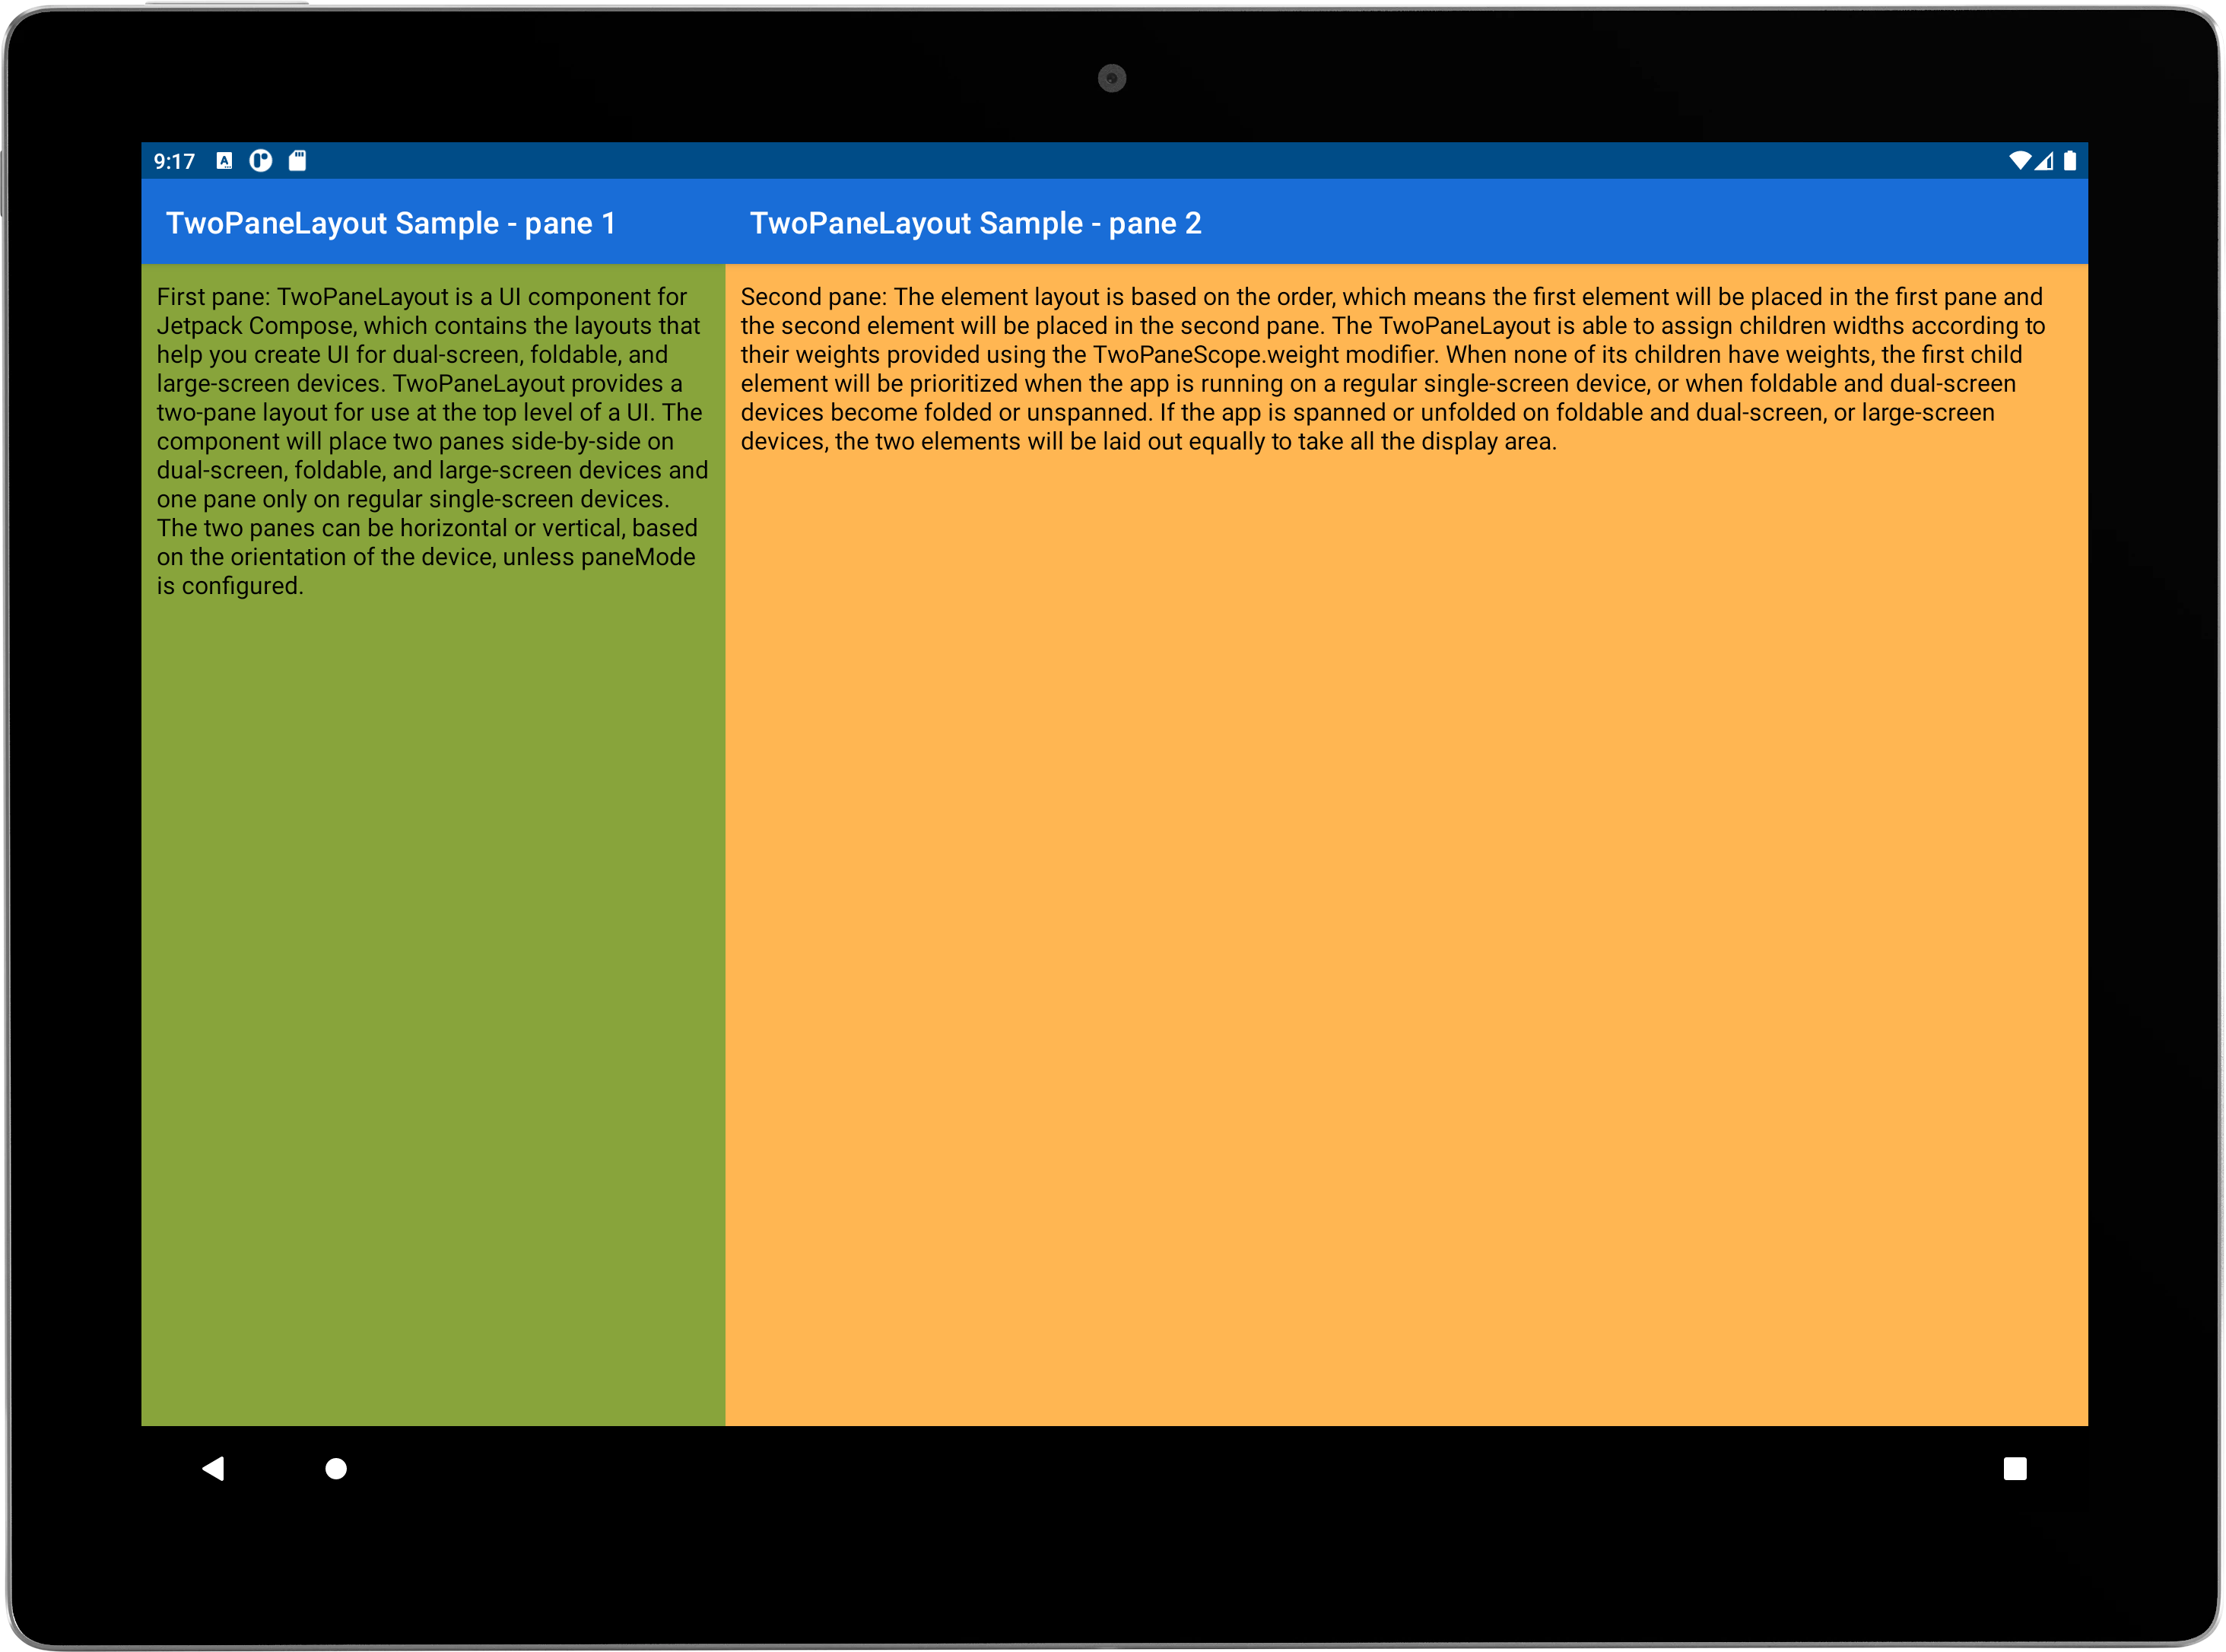 9:17
TwoPaneLayout Sample - pane 1
TwoPaneLayout Sample - pane 2
First pane: TwoPaneLayout is a UI component for
Jetpack Compose, which contains the layouts that
help you create UI for dual-screen, foldable, and
large-screen devices. TwoPaneLayout provides a
two-pane layout for use at the top level of a UI. The
component will place two panes side-by-side on
dual-screen, foldable, and large-screen devices and
one pane only on regular single-screen devices.
The two panes can be horizontal or vertical, based
on the orientation of the device, unless paneMode
is configured.
Second pane: The element layout is based on the order, which means the first element will be placed in the first pane and
the second element will be placed in the second pane. The TwoPaneLayout is able to assign children widths according to
their weights provided using the TwoPaneScope.weight modifier. When none of its children have weights, the first child
element will be prioritized when the app is running on a regular single-screen device, or when foldable and dual-screen
devices become folded or unspanned. If the app is spanned or unfolded on foldable and dual-screen, or large-screen
devices, the two elements will be laid out equally to take all the display area.